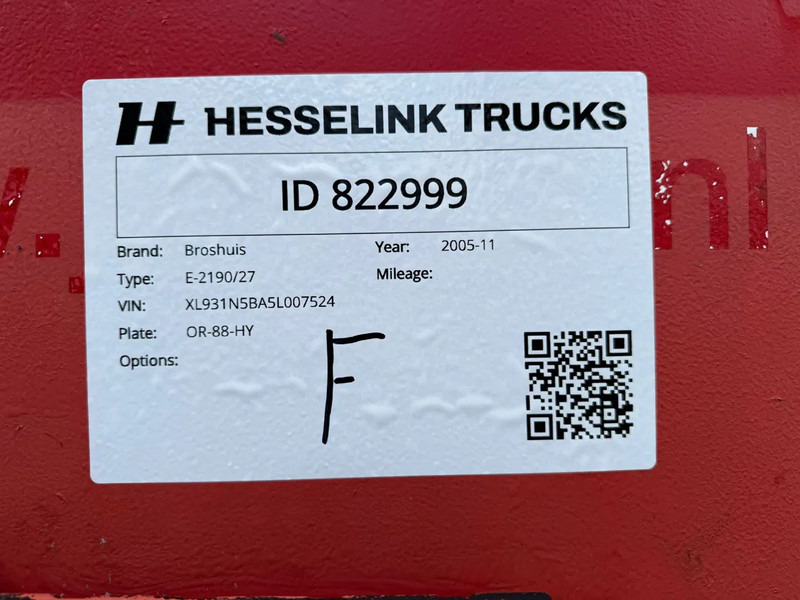 HESSELINK TRUCKS
ID 822999
Brand: Broshuis Year: 2005-11
Type: E-2190/27 Mileage:
VIN: XL931N5BA5L007524
Plate: OR-88-HY
Options:
F
nl